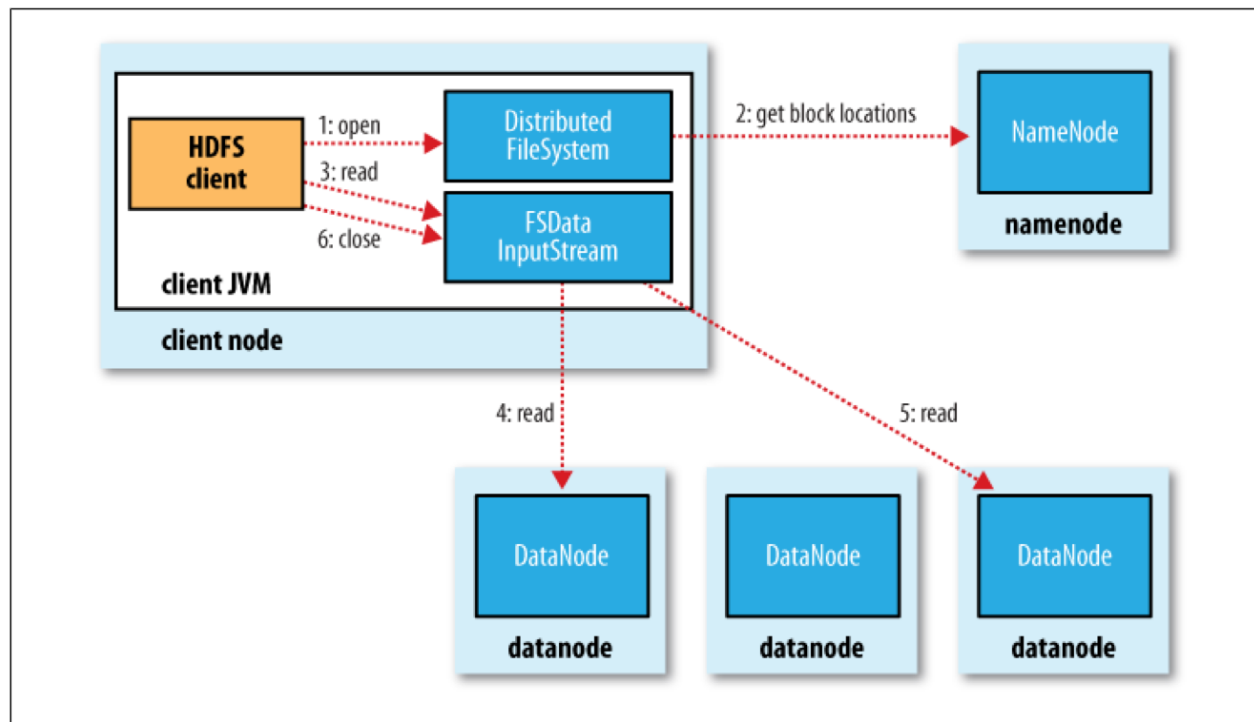 1: open
Distributed
FileSystem
2: get block locations
NameNode
HDFS
client
3: read
FSData
InputStream
namenode
6: close
client JVM
client node
4: read
5: read
DataNode
DataNode
DataNode
datanode
datanode
datanode